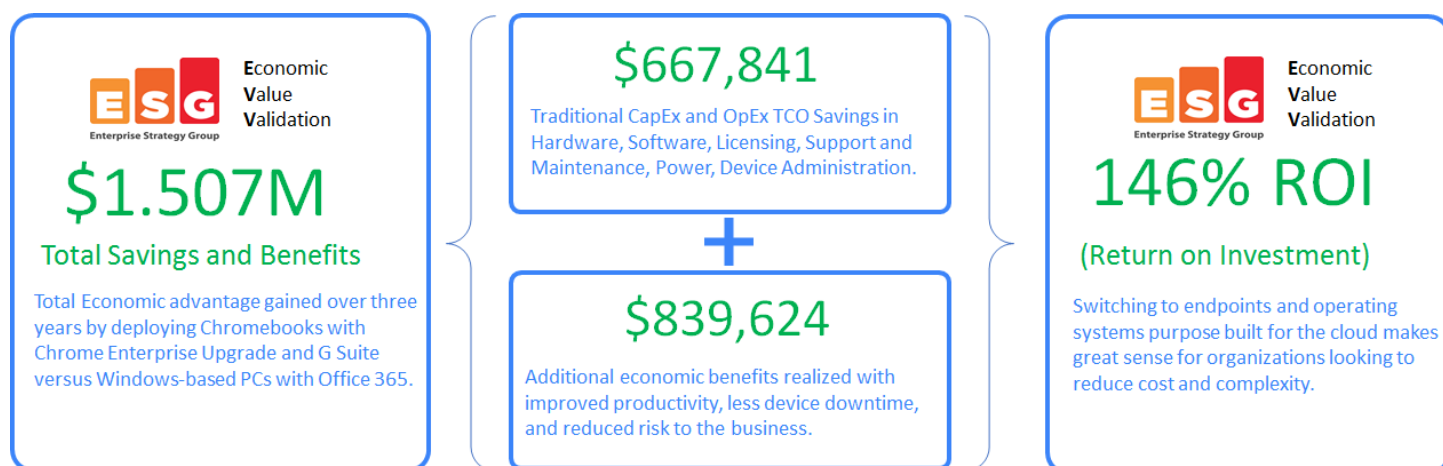 ESG
Enterprise Strategy Group
Economic
Value
Validation
$1.507M
Total Savings and Benefits
Total Economic advantage gained over three
years by deploying Chromebooks with
Chrome Enterprise Upgrade and G Suite
versus Windows-based PCs with Office 365.
$667,841
Traditional CapEx and OpEx TCO Savings in
Hardware, Software, Licensing, Support and
Maintenance, Power, Device Administration.
+
$839,624
Additional economic benefits realized with
improved productivity, less device downtime,
and reduced risk to the business.
ESG
Enterprise Strategy Group
Economic
Value
Validation
146% ROI
(Return on Investment)
Switching to endpoints and operating
systems purpose built for the cloud makes
great sense for organizations looking to
reduce cost and complexity.